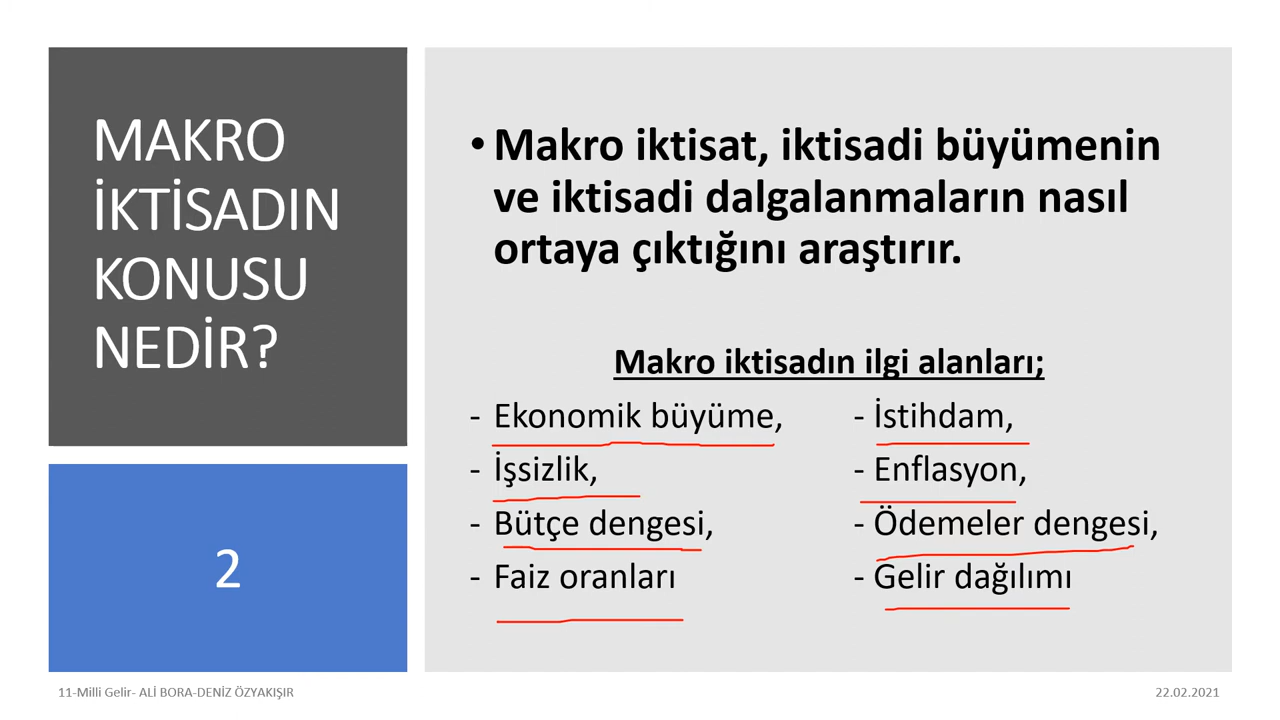 MAKRO
İKTİSADIN
KONUSU
NEDİR?
2
• Makro iktisat, iktisadi büyümenin
ve iktisadi dalgalanmaların nasıl
ortaya çıktığını araştırır.
Makro iktisadın ilgi alanları;
- Ekonomik büyüme, - İstihdam,
- İşsizlik, - Enflasyon,
- Bütçe dengesi, - Ödemeler dengesi,
- Faiz oranları - Gelir dağılımı
11-Milli Gelir- ALİ BORA-DENİZ ÖZYAKIŞIR 22.02.2021